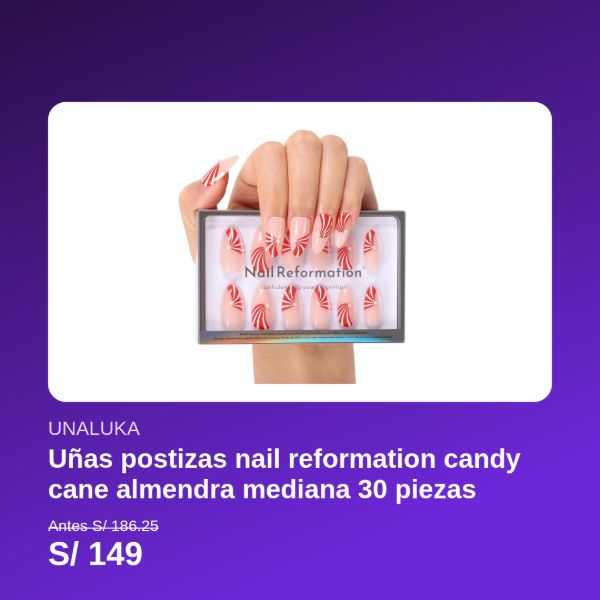 Nail Reformation
UNALUKA
Uñas postizas nail reformation candy
cane almendra mediana 30 piezas
Antes S/ 186.25
S/ 149